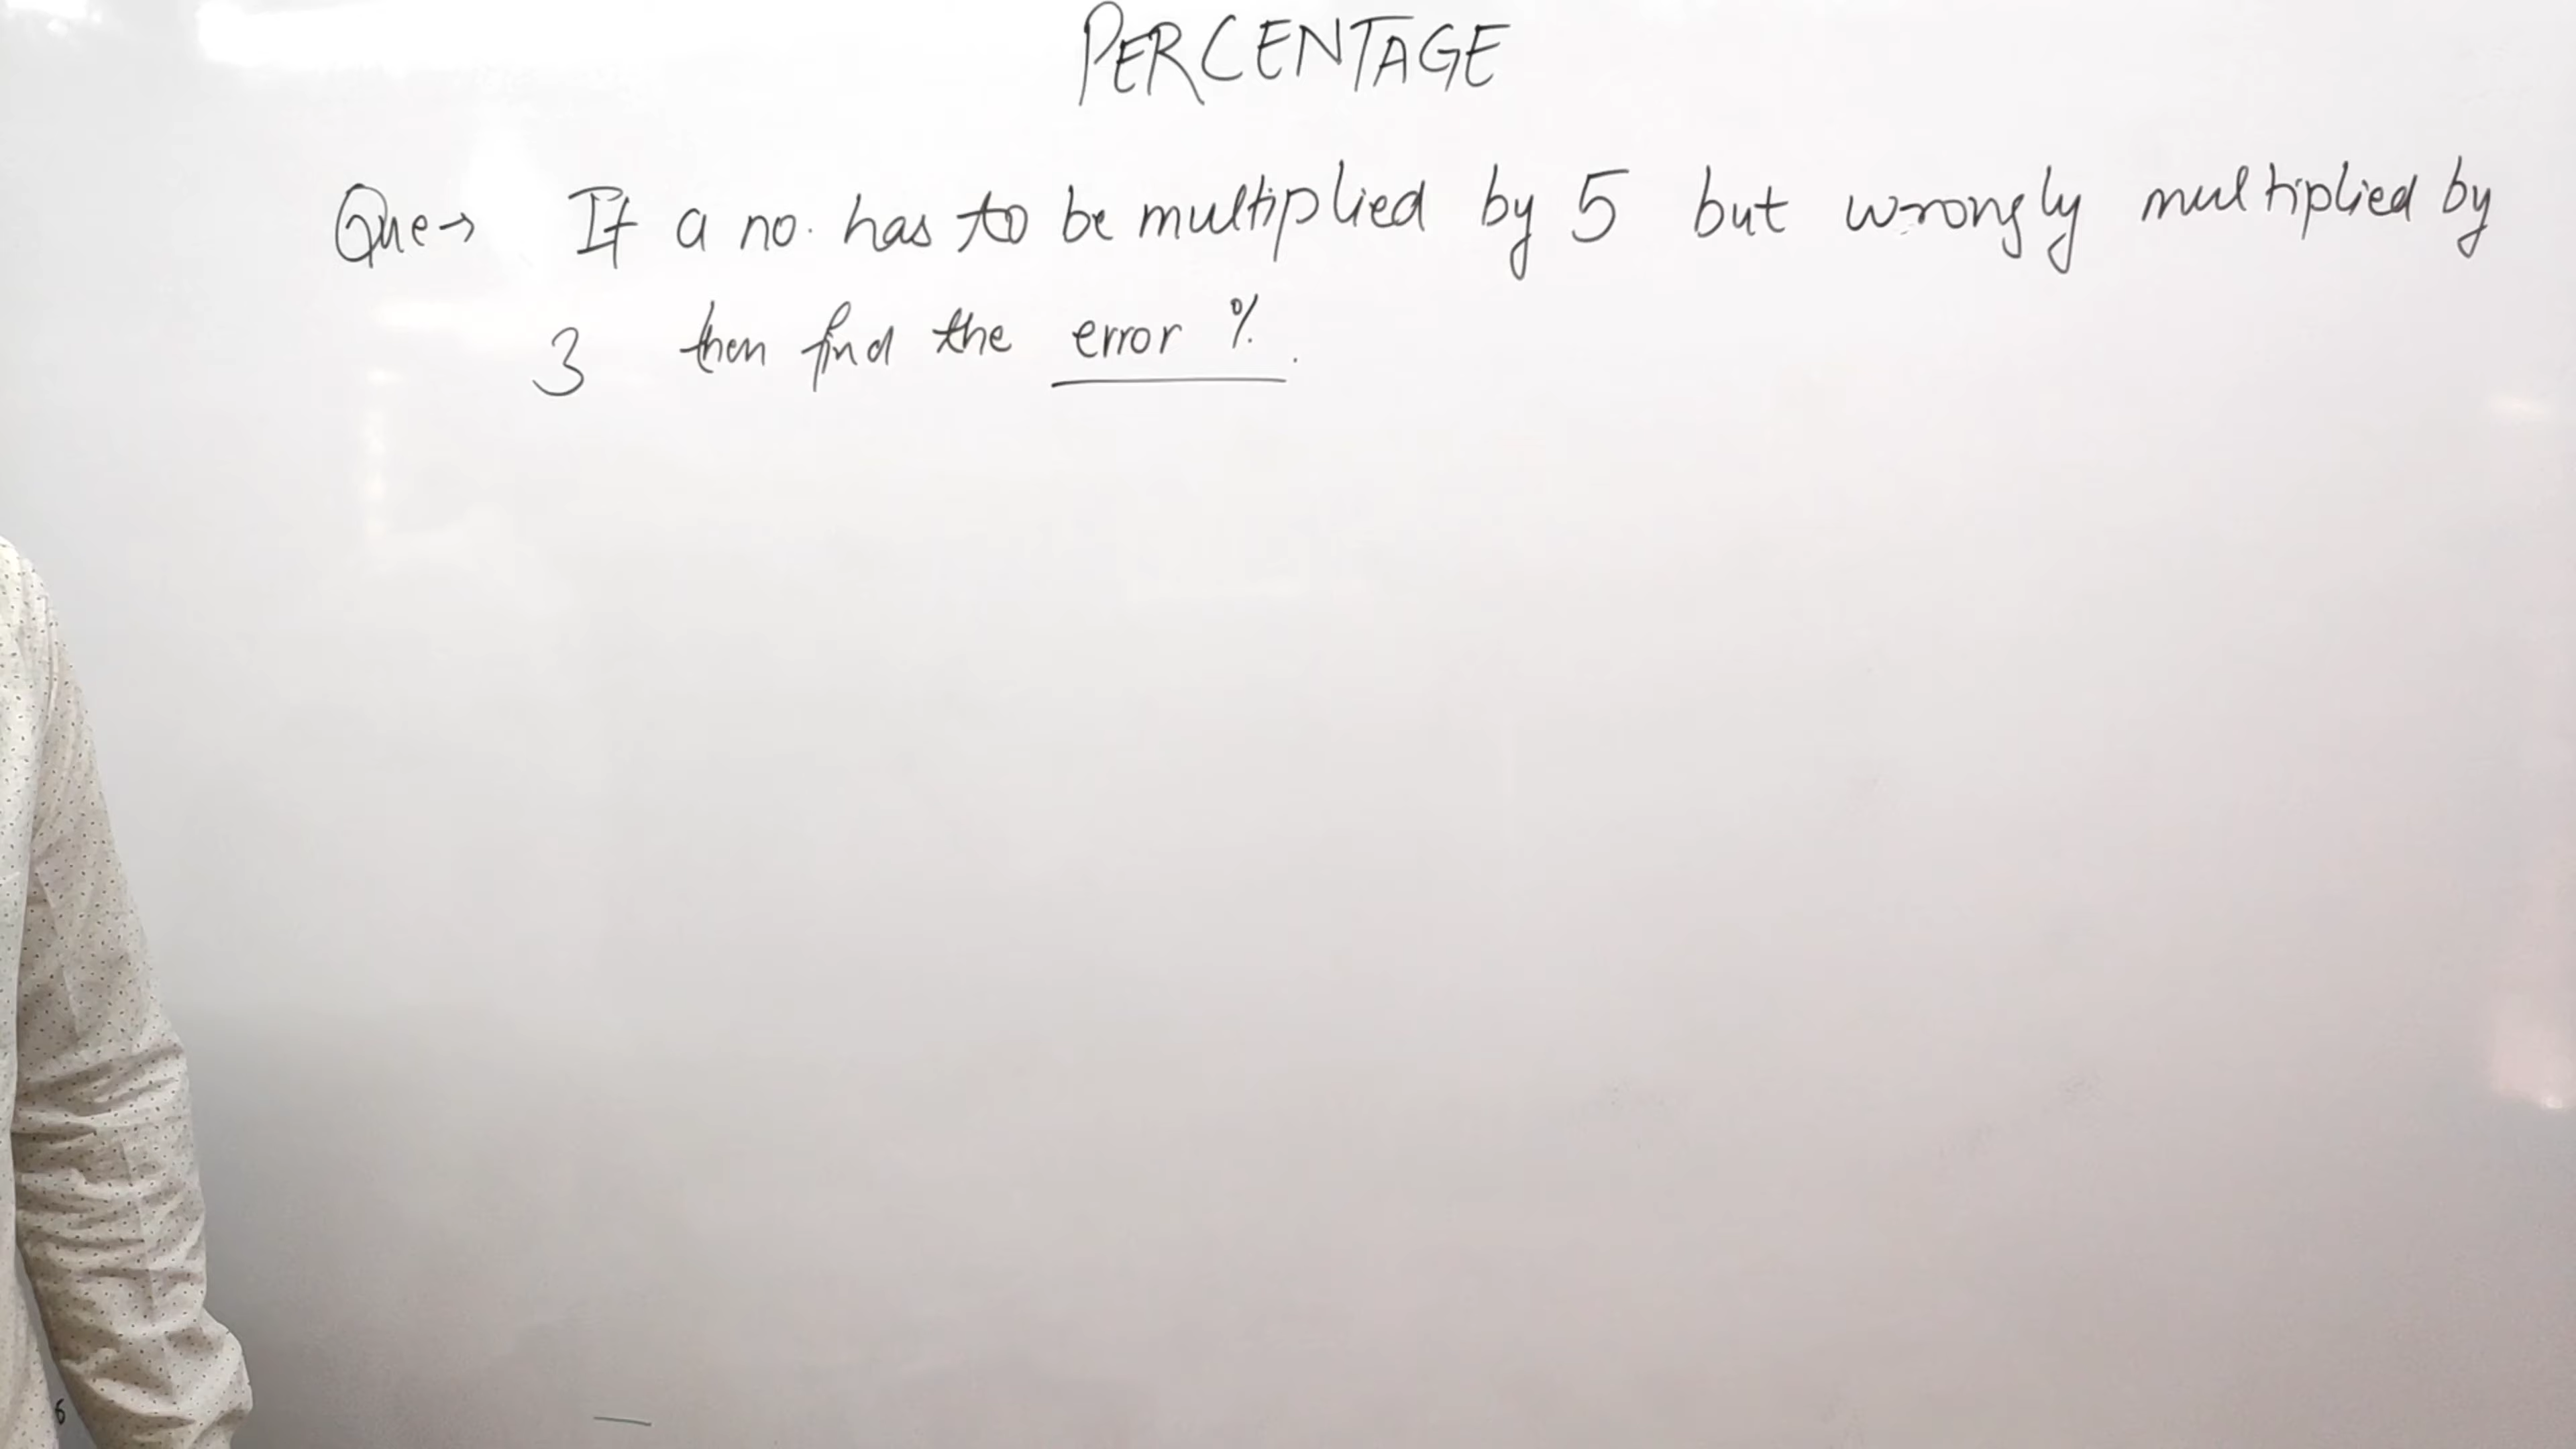 PERCENTAGE
Que→ If a no. has to be multiplied by 5 but wrongly multiplied by
3 then find the error %.
6